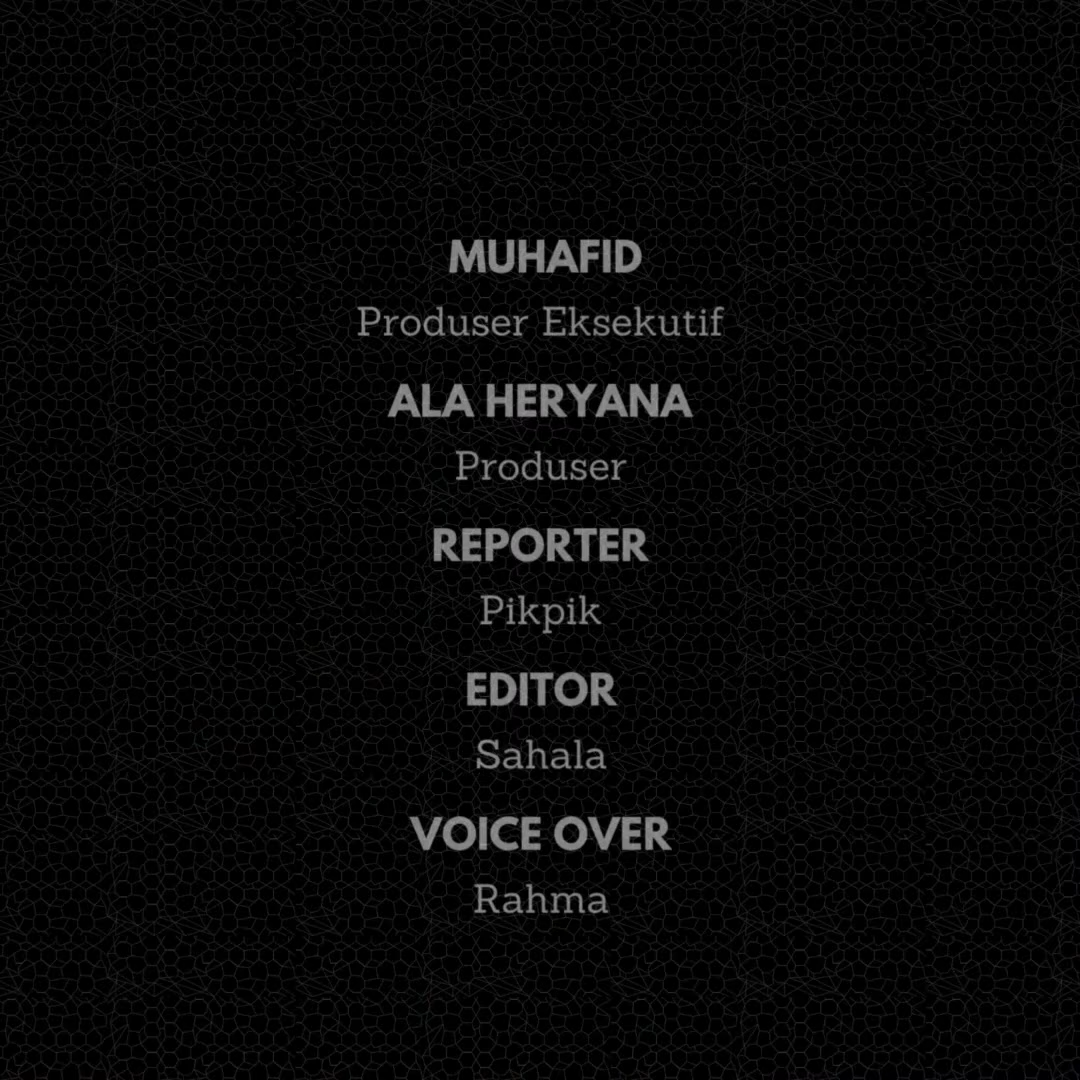 MUHAFID
Produser Eksekutif
ALA HERYANA
Produser
REPORTER
Pikpik
EDITOR
Sahala
VOICE OVER
Rahma